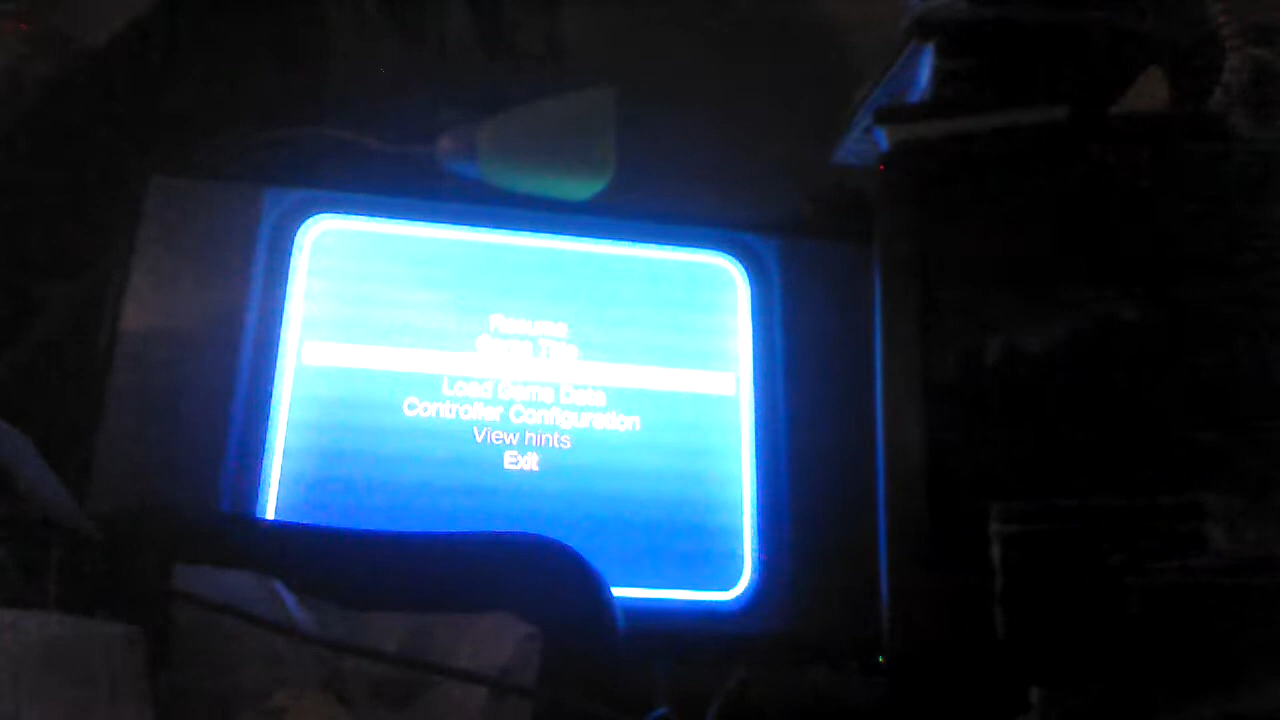 Resume
Load Game Data
Controller Configuration
View hints
Exit